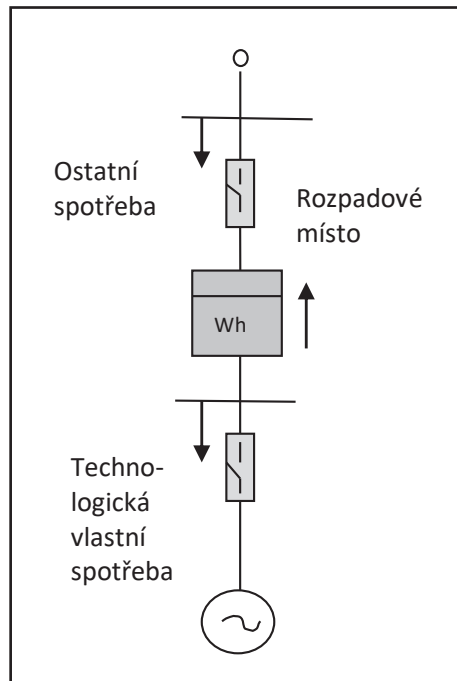 Ostatní
spotřeba
Rozpadové
místo
Wh
Techno-
logická
vlastní
spotřeba